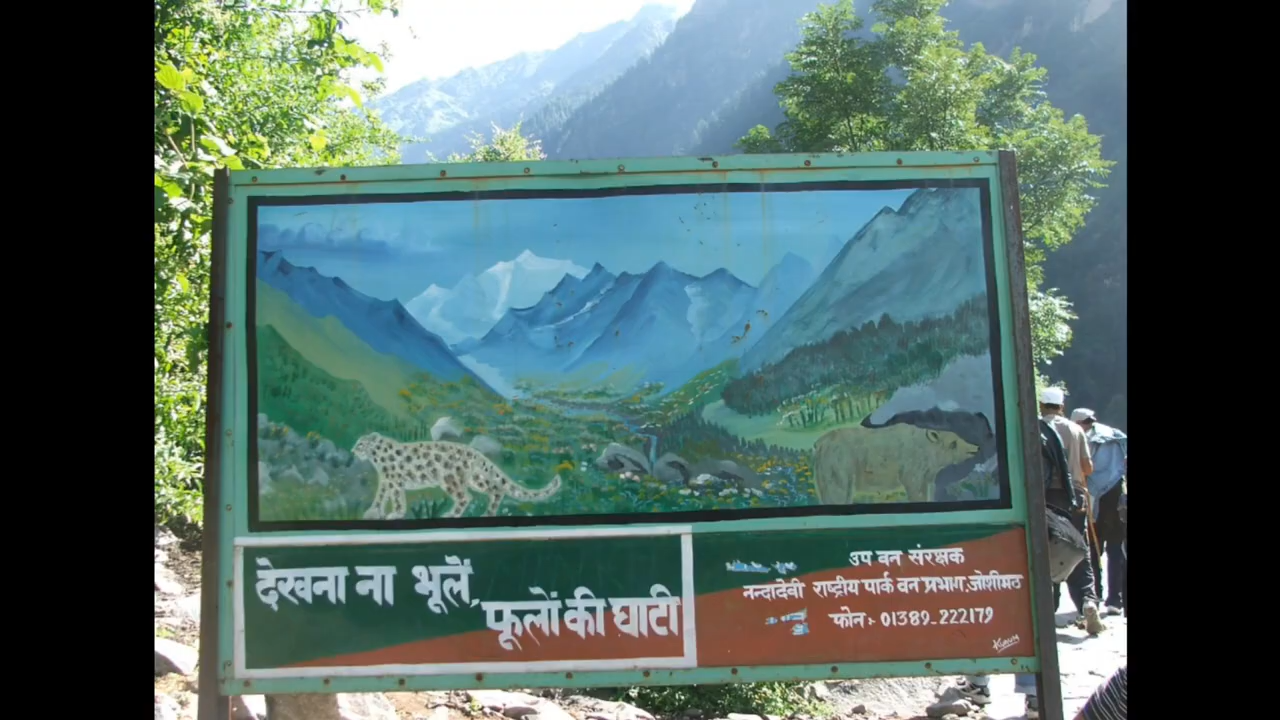 देखना ना भूलें,
फूलों की घाटी
उप वन संरक्षक
नन्दादेवी राष्ट्रीय पार्क वन प्रभाग, जोशीमठ
फोन :- 01389-222179